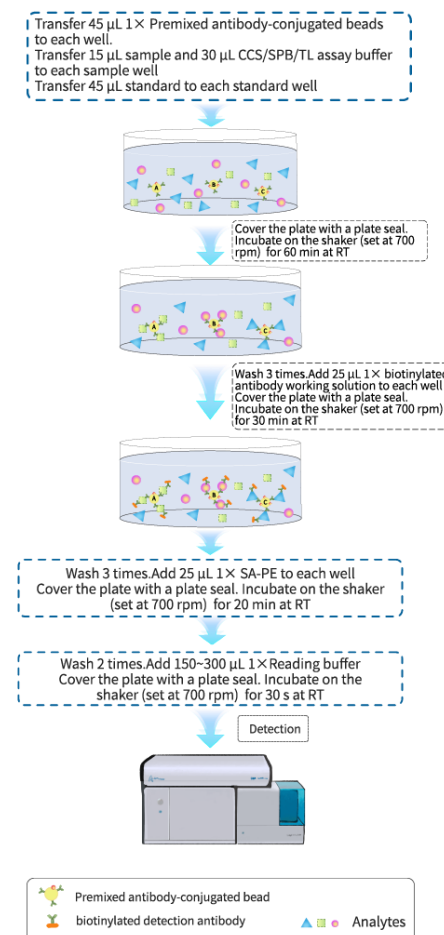 Transfer 45 μL 1× Premixed antibody-conjugated beads
to each well.
Transfer 15 μL sample and 30 μL CCS/SPB/TL assay buffer
to each sample well
Transfer 45 μL standard to each standard well
A
B
C
Cover the plate with a plate seal.
Incubate on the shaker (set at 700
rpm) for 60 min at RT
A
B
C
Wash 3 times.Add 25 μL 1× biotinylated
antibody working solution to each well
Cover the plate with a plate seal.
Incubate on the shaker (set at 700 rpm)
for 30 min at RT
A
B
C
Wash 3 times.Add 25 μL 1× SA-PE to each well
Cover the plate with a plate seal. Incubate on the shaker
(set at 700 rpm) for 20 min at RT
Wash 2 times.Add 150~300 μL 1×Reading buffer
Cover the plate with a plate seal. Incubate on the
shaker (set at 700 rpm) for 30 s at RT
Detection
Premixed antibody-conjugated bead
biotinylated detection antibody
Analytes